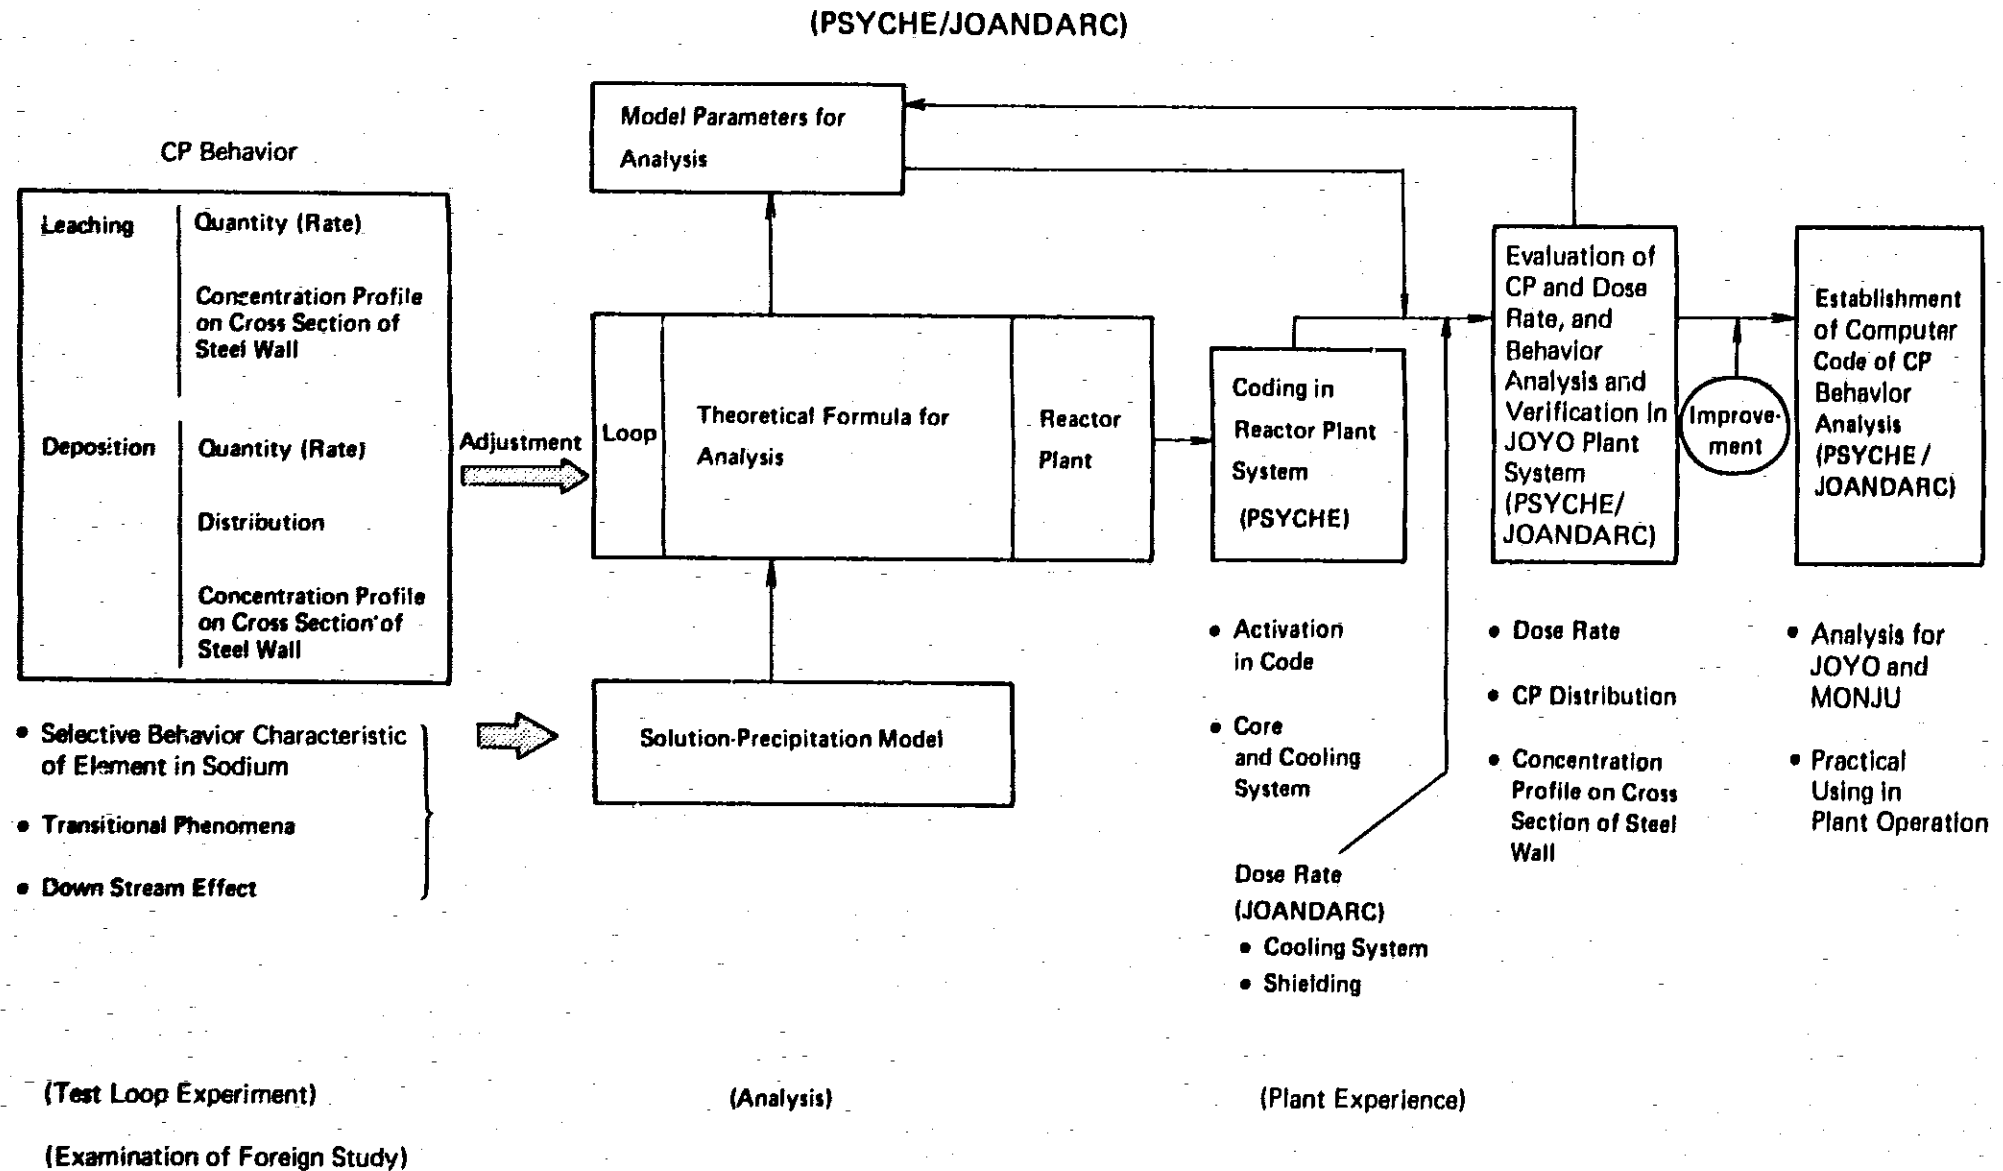 (PSYCHE/JOANDARC)
CP Behavior
Leaching
Quantity (Rate)
Concentration Profile
on Cross Section of
Steel Wall
Deposition
Quantity (Rate)
Distribution
Concentration Profile
on Cross Section of
Steel Wall
• Selective Behavior Characteristic
of Element in Sodium
• Transitional Phenomena
• Down Stream Effect
Adjustment
Model Parameters for
Analysis
Loop
Theoretical Formula for
Analysis
Reactor
Plant
Solution-Precipitation Model
Coding in
Reactor Plant
System
(PSYCHE)
• Activation
in Code
• Core
and Cooling
System
Dose Rate
(JOANDARC)
• Cooling System
• Shielding
Evaluation of
CP and Dose
Rate, and
Behavior
Analysis and
Verification In
JOYO Plant
System
(PSYCHE/
JOANDARC)
• Dose Rate
• CP Distribution
• Concentration
Profile on Cross
Section of Steel
Wall
Improve-
ment
Establishment
of Computer
Code of CP
Behavior
Analysis
(PSYCHE/
JOANDARC)
• Analysis for
JOYO and
MONJU
• Practical
Using in
Plant Operation
(Test Loop Experiment)
(Examination of Foreign Study)
(Analysis)
(Plant Experience)